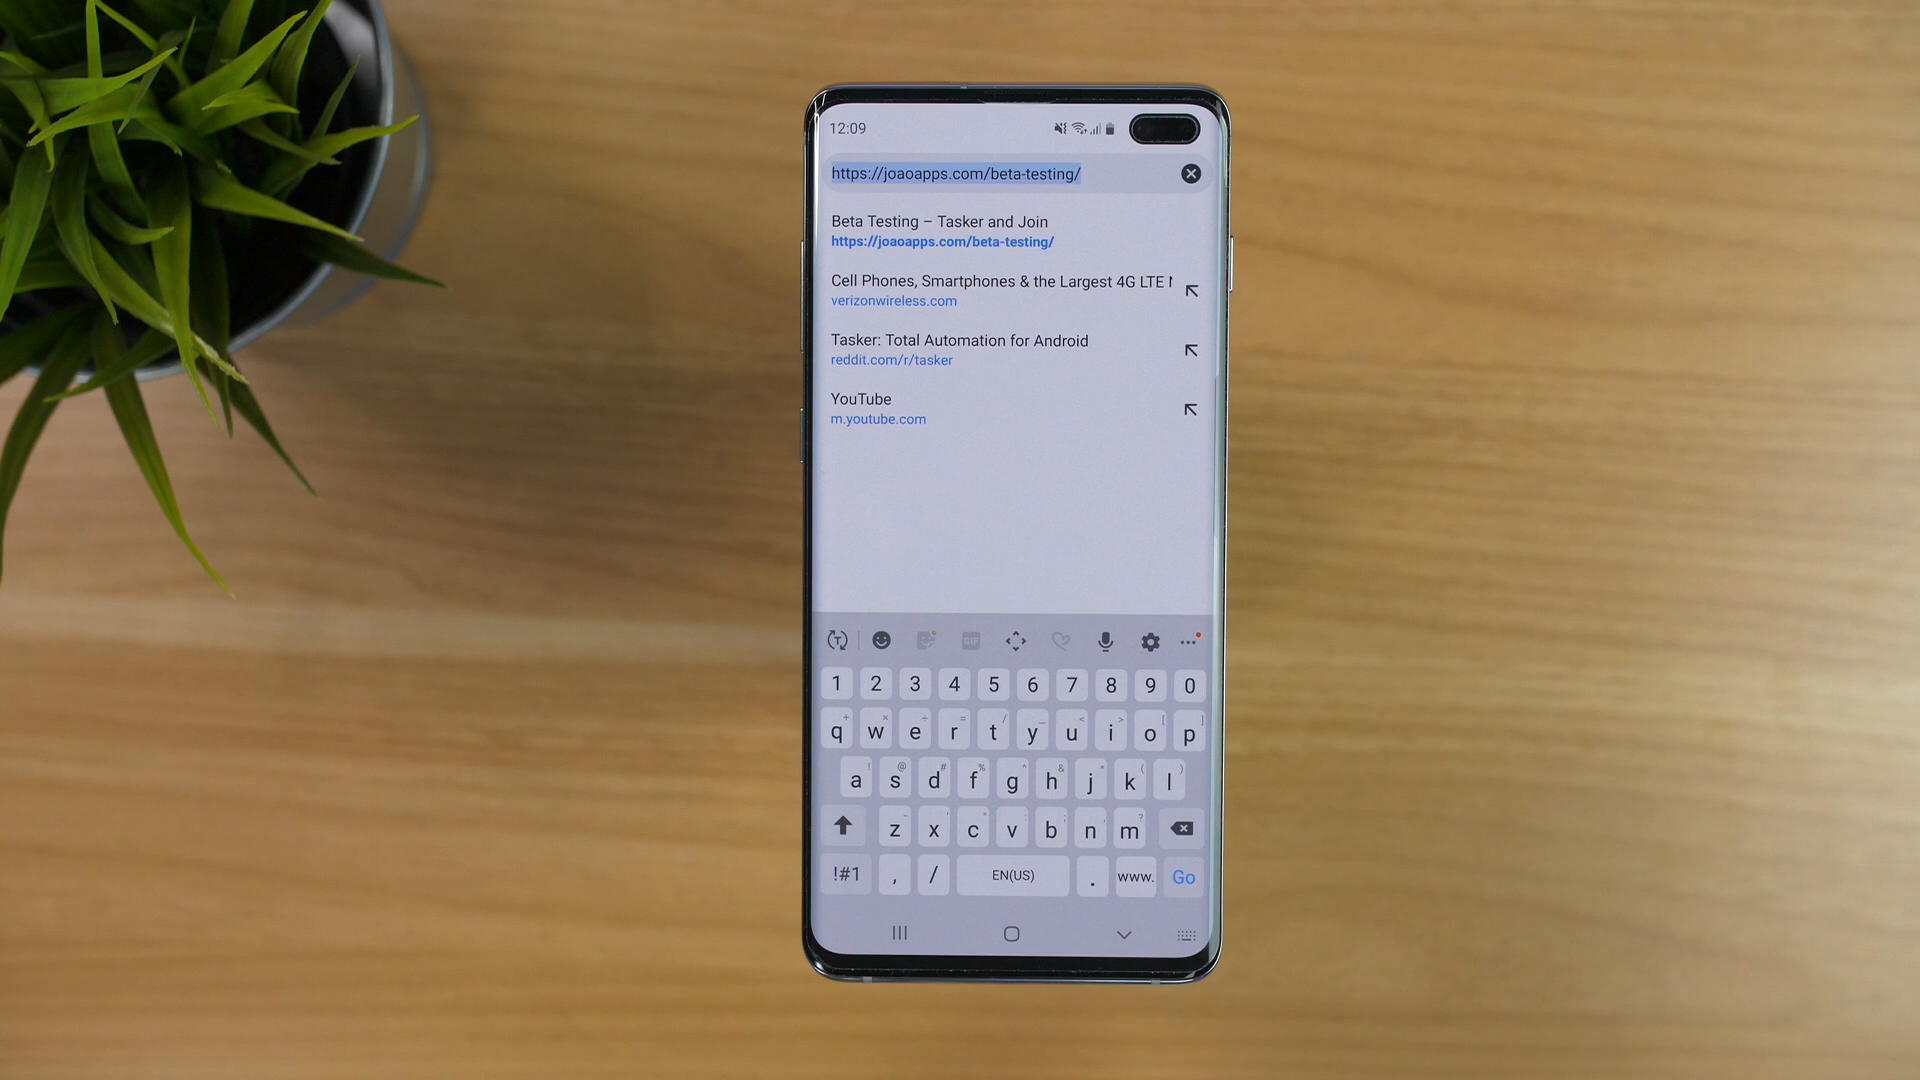 12:09
https://joaoapps.com/beta-testing/
Beta Testing – Tasker and Join
https://joaoapps.com/beta-testing/
Cell Phones, Smartphones & the Largest 4G LTE
verizonwireless.com
Tasker: Total Automation for Android
reddit.com/r/tasker
YouTube
m.youtube.com
GIF
1 2 3 4 5 6 7 8 9 0
q w e r t y u i o p
a s d f g h j k l
z x c v b n m
!#1 , / EN(US) . www. Go